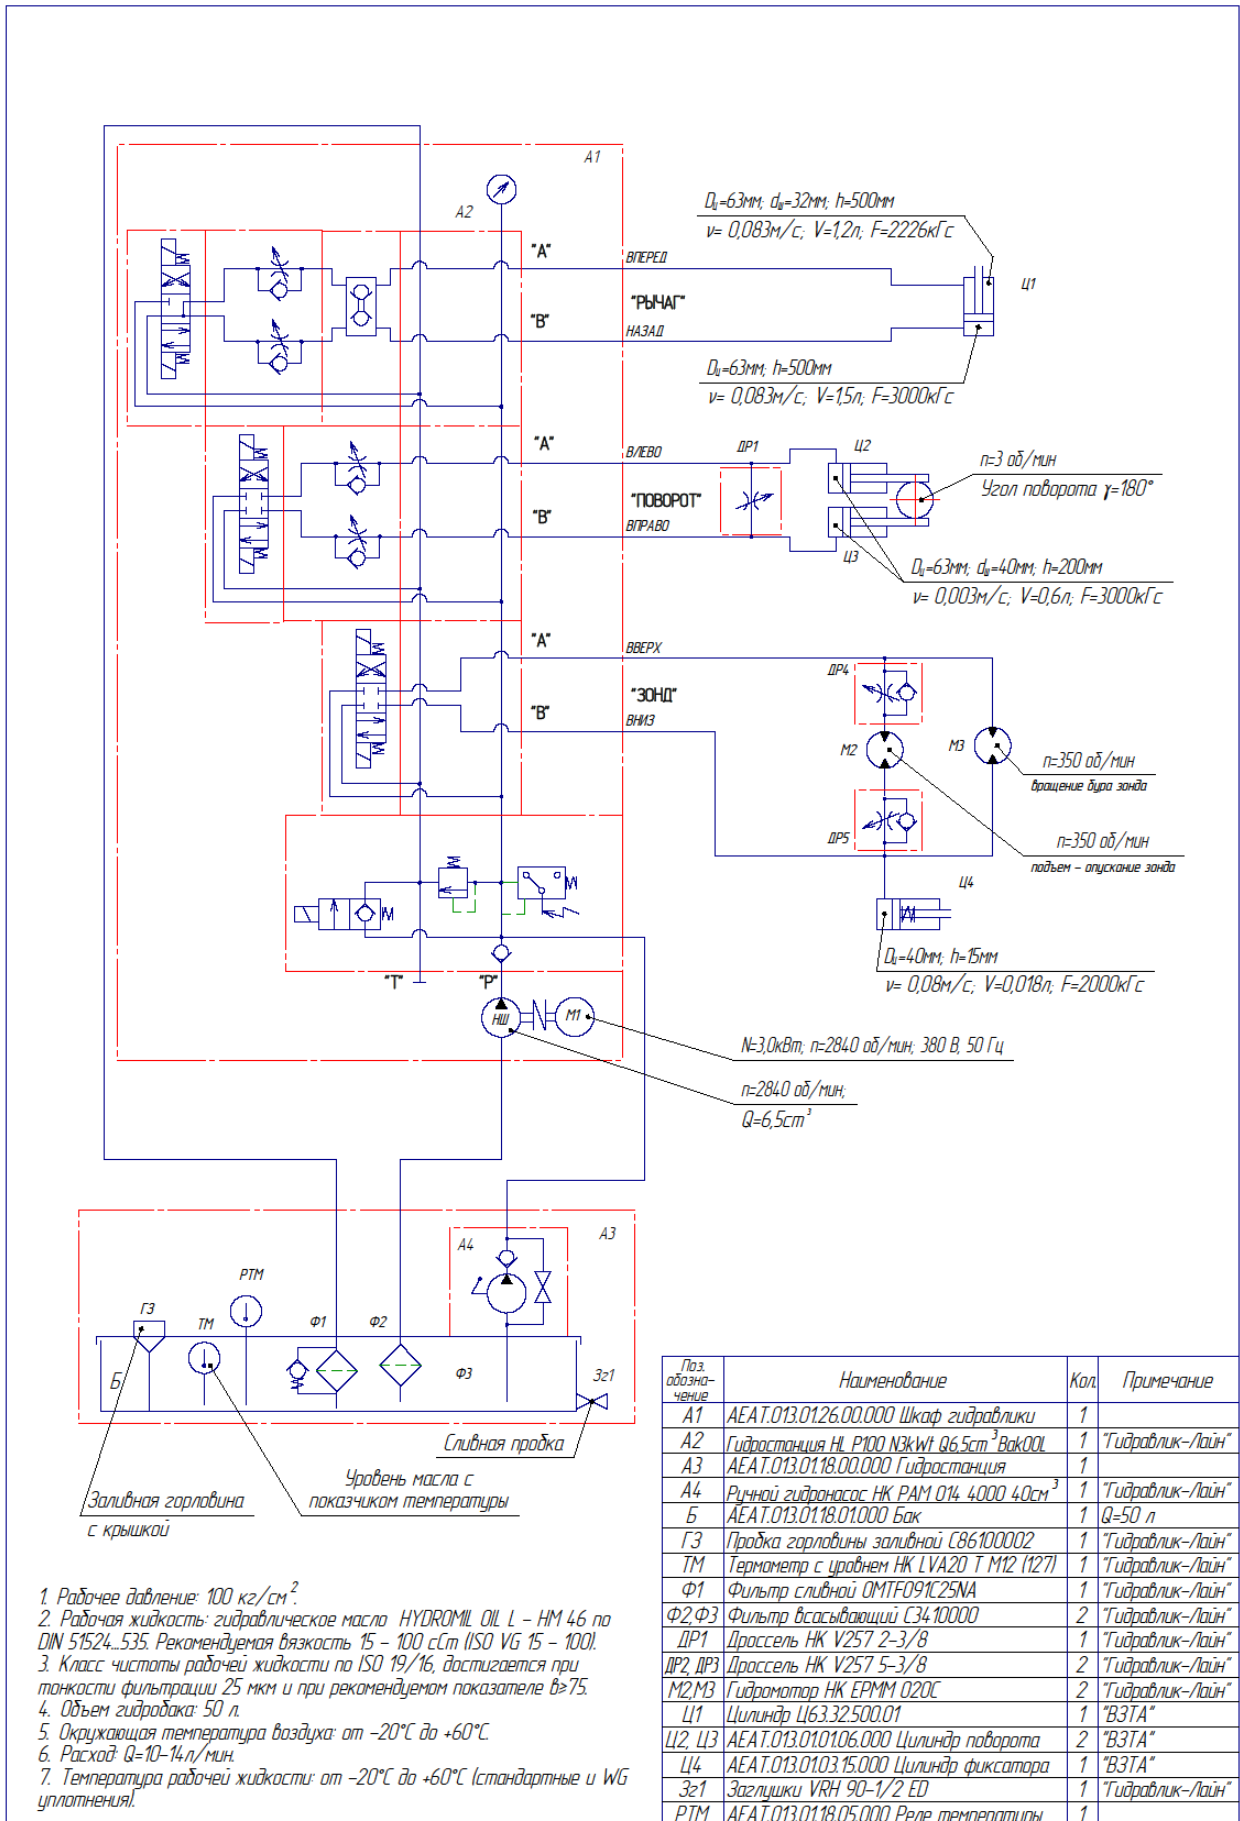 А1
А2
"А"
"В"
ВПЕРЕД
"РЫЧАГ"
НАЗАД
Dц=63мм; dш=32мм; h=500мм
v= 0,083м/с; V=1,2л; F=2226кГс
Ц1
Dц=63мм; h=500мм
v= 0,083м/с; V=1,5л; F=3000кГс
"А"
"В"
ВЛЕВО
"ПОВОРОТ"
ВПРАВО
ДР1
Ц2
Ц3
n=3 об/мин
Угол поворота γ=180°
Dц=63мм; dш=40мм; h=200мм
v= 0,003м/с; V=0,6л; F=3000кГс
"А"
"В"
ВВЕРХ
"ЗОНД"
ВНИЗ
ДР4
М2
М3
ДР5
n=350 об/мин
вращение бура зонда
n=350 об/мин
подъем – опускание зонда
Ц4
Dц=40мм; h=15мм
v= 0,08м/с; V=0,018л; F=2000кГс
"Т"
"Р"
НШ
М1
N=3,0кВт; n=2840 об/мин; 380 В, 50 Гц
n=2840 об/мин;
Q=6,5cm³
А3
А4
РТМ
ГЗ
ТМ
Ф1
Ф2
Ф3
Б
Зг1
Сливная пробка
Уровень масла с
показчиком температуры
Заливная горловина
с крышкой
1. Рабочее давление: 100 кг/см².
2. Рабочая жидкость: гидравлическое масло HYDROMIL OIL L – HM 46 по
DIN 51524...535. Рекомендуемая вязкость 15 – 100 сСт (ISO VG 15 – 100).
3. Класс чистоты рабочей жидкости по ISO 19/16, достигается при
тонкости фильтрации 25 мкм и при рекомендуемом показателе в≥75.
4. Объем гидробака: 50 л.
5. Окружающая температура воздуха: от –20°С до +60°С.
6. Расход: Q=10–14л/мин.
7. Температура рабочей жидкости: от –20°С до +60°С (стандартные и WG
уплотнения).
Поз. обозна-чение Наименование Кол. Примечание
А1 АЕАТ.013.01.26.00.000 Шкаф гидравлики 1
А2 Гидростанция HL P100 N3kWt Q6,5cm³ Bak00L 1 "Гидравлик-Лайн"
А3 АЕАТ.013.01.18.00.000 Гидростанция 1
А4 Ручной гидронасос НК РАМ 014 4000 40см³ 1 "Гидравлик-Лайн"
Б АЕАТ.013.01.18.01.000 Бак 1 Q=50 л
ГЗ Пробка горловины заливной С86100002 1 "Гидравлик-Лайн"
ТМ Термометр с уровнем НК LVA20 Т М12 (127) 1 "Гидравлик-Лайн"
Ф1 Фильтр сливной OMTF091C25NA 1 "Гидравлик-Лайн"
Ф2,Ф3 Фильтр всасывающий С3410000 2 "Гидравлик-Лайн"
ДР1 Дроссель НК V257 2-3/8 1 "Гидравлик-Лайн"
ДР2, ДР3 Дроссель НК V257 5-3/8 2 "Гидравлик-Лайн"
М2,М3 Гидромотор НК ЕРММ 020С 2 "Гидравлик-Лайн"
Ц1 Цилиндр Ц63.32.500.01 1 "ВЗТА"
Ц2, Ц3 АЕАТ.013.01.01.06.000 Цилиндр поворота 2 "ВЗТА"
Ц4 АЕАТ.013.01.03.15.000 Цилиндр фиксатора 1 "ВЗТА"
Зг1 Заглушки VRH 90-1/2 ED 1 "Гидравлик-Лайн"
РТМ АЕАТ.013.01.18.05.000 Реле температуры 1